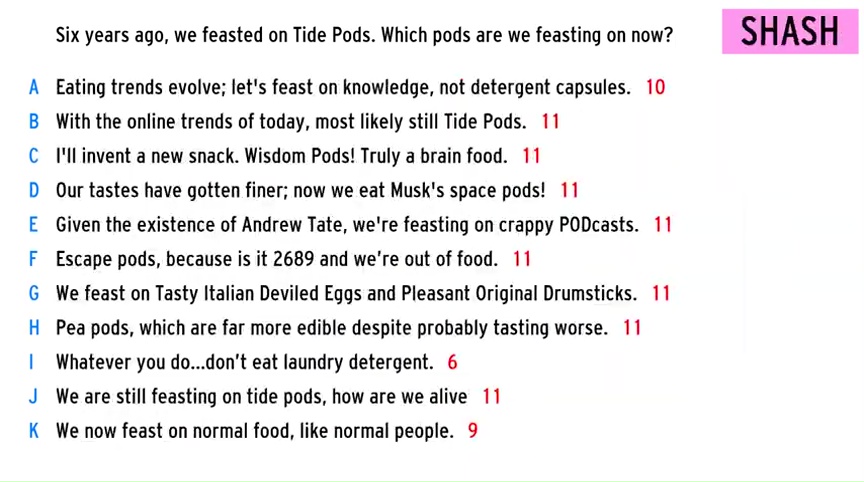 Six years ago, we feasted on Tide Pods. Which pods are we feasting on now?
SHASH
A Eating trends evolve; let's feast on knowledge, not detergent capsules. 10
B With the online trends of today, most likely still Tide Pods. 11
C I'll invent a new snack. Wisdom Pods! Truly a brain food. 11
D Our tastes have gotten finer; now we eat Musk's space pods! 11
E Given the existence of Andrew Tate, we're feasting on crappy PODcasts. 11
F Escape pods, because is it 2689 and we’re out of food. 11
G We feast on Tasty Italian Deviled Eggs and Pleasant Original Drumsticks. 11
H Pea pods, which are far more edible despite probably tasting worse. 11
I Whatever you do...don’t eat laundry detergent. 6
J We are still feasting on tide pods, how are we alive 11
K We now feast on normal food, like normal people. 9